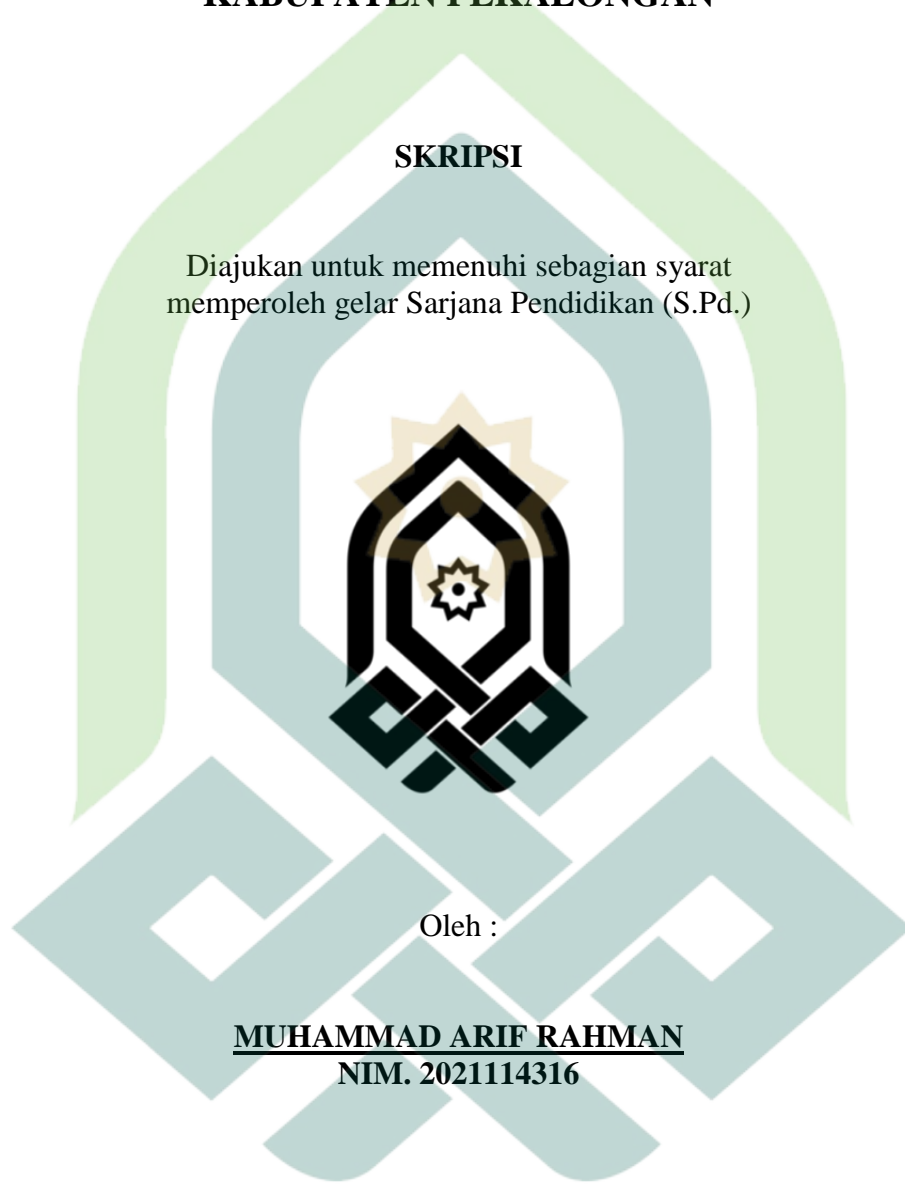 KABUPATEN PEKALONGAN
SKRIPSI
Diajukan untuk memenuhi sebagian syarat
memperoleh gelar Sarjana Pendidikan (S.Pd.)
Oleh :
MUHAMMAD ARIF RAHMAN
NIM. 2021114316